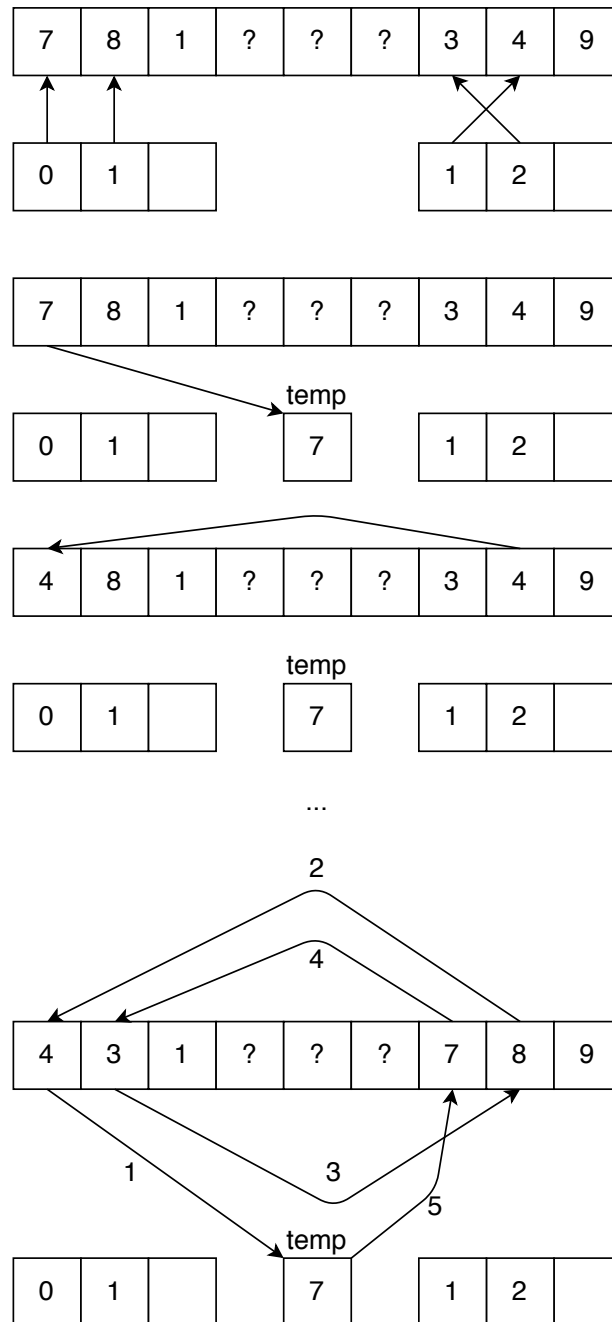 7 8 1 ? ? ? 3 4 9
0 1 1 2
7 8 1 ? ? ? 3 4 9
temp
0 1 7 1 2
4 8 1 ? ? ? 3 4 9
temp
0 1 7 1 2
...
2
4
4 3 1 ? ? ? 7 8 9
1 3
5
temp
0 1 7 1 2